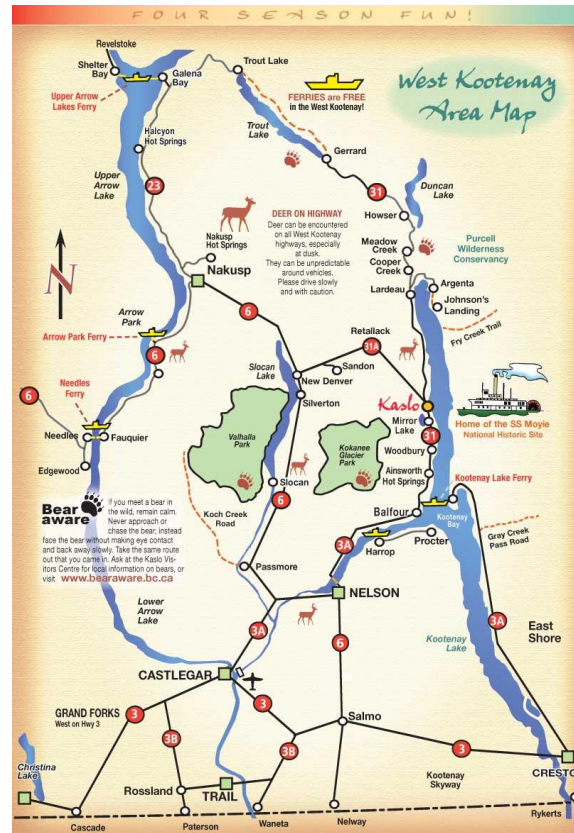 FOUR SEASON FUN!
West Kootenay
Area Map
Revelstoke
Shelter
Bay
Galena
Bay
Upper Arrow
Lakes Ferry
Trout Lake
FERRIES are FREE
in the West Kootenay!
Trout
Lake
Gerrard
Halcyon
Hot Springs
Upper
Arrow
Lake
23
31
Duncan
Lake
Howser
DEER ON HIGHWAY
Deer can be encountered
on all West Kootenay
highways, especially
at dusk.
They can be unpredictable
around vehicles.
Please drive slowly
and with caution.
Meadow
Creek
Cooper
Creek
Purcell
Wilderness
Conservancy
N
Nakusp
Hot Springs
Nakusp
Lardeau
Argenta
Johnson's
Landing
Fry Creek Trail
Arrow
Park
6
Arrow Park Ferry
6
Retallack
31A
Slocan
Lake
Sandon
New Denver
Silverton
6
Needles
Ferry
Kaslo
Home of the SS Moyie
National Historic Site
Mirror
Lake
31
Needles
Fauquier
Edgewood
Valhalla
Park
Kokanee
Glacier
Park
Woodbury
Ainsworth
Hot Springs
Kootenay Lake Ferry
Slocan
6
Bear
aware
If you meet a bear in
the wild, remain calm.
Never approach or
chase the bear; instead
face the bear without making eye contact
and back away slowly. Take the same route
out that you came in. Ask at the Kaslo Vis-
itors Centre for local information on bears, or
visit www.bearaware.bc.ca
Koch Creek
Road
Balfour
Kootenay
Bay
Gray Creek
Pass Road
3A
Harrop
Procter
Passmore
NELSON
Lower
Arrow
Lake
3A
6
3A
East
Shore
Kootenay
Lake
CASTLEGAR
GRAND FORKS
West on Hwy 3
3
3
Salmo
3
3B
3B
Christina
Lake
Kootenay
Skyway
CRESTO
Rossland
TRAIL
Cascade
Paterson
Waneta
Nelway
Rykerts